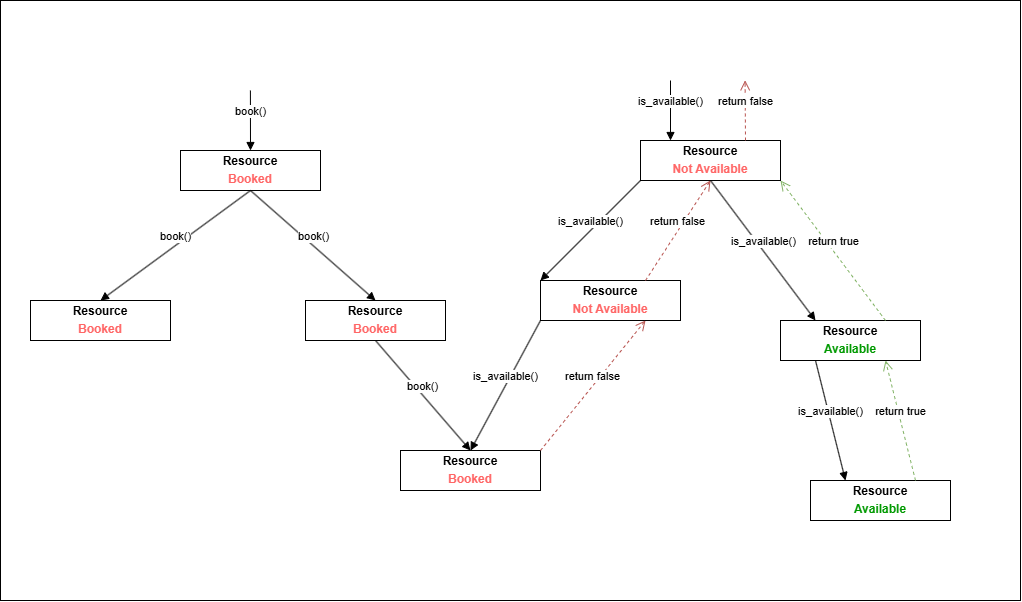 is_available()
return false
book()
Resource
Not Available
Resource
Booked
is_available()
return false
book()
book()
is_available()
return true
Resource
Not Available
Resource
Booked
Resource
Booked
Resource
Available
is_available()
return false
book()
is_available()
return true
Resource
Booked
Resource
Available